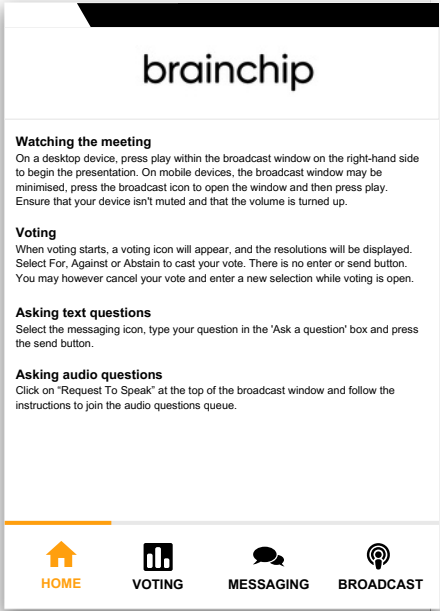 brainchip
Watching the meeting
On a desktop device, press play within the broadcast window on the right-hand side
to begin the presentation. On mobile devices, the broadcast window may be
minimised, press the broadcast icon to open the window and then press play.
Ensure that your device isn't muted and that the volume is turned up.
Voting
When voting starts, a voting icon will appear, and the resolutions will be displayed.
Select For, Against or Abstain to cast your vote. There is no enter or send button.
You may however cancel your vote and enter a new selection while voting is open.
Asking text questions
Select the messaging icon, type your question in the 'Ask a question' box and press
the send button.
Asking audio questions
Click on “Request To Speak” at the top of the broadcast window and follow the
instructions to join the audio questions queue.
HOME VOTING MESSAGING BROADCAST